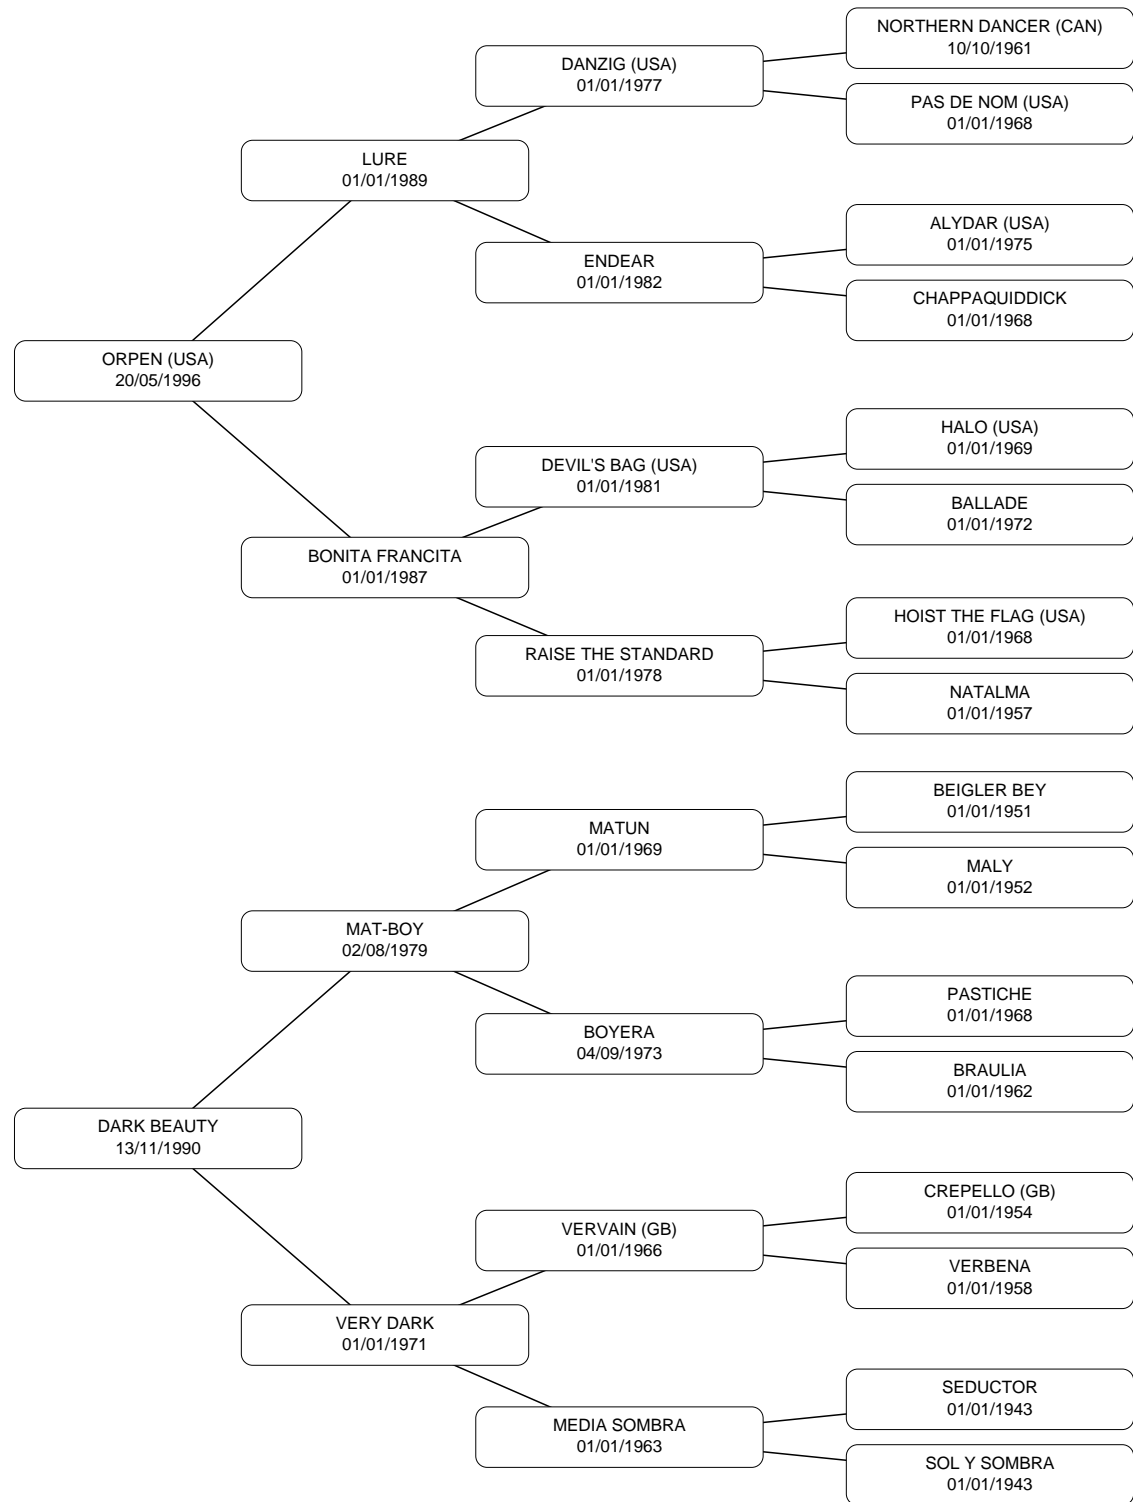 NORTHERN DANCER (CAN)
10/10/1961
DANZIG (USA)
01/01/1977
PAS DE NOM (USA)
01/01/1968
LURE
01/01/1989
ALYDAR (USA)
01/01/1975
ENDEAR
01/01/1982
CHAPPAQUIDDICK
01/01/1968
ORPEN (USA)
20/05/1996
HALO (USA)
01/01/1969
DEVIL'S BAG (USA)
01/01/1981
BALLADE
01/01/1972
BONITA FRANCITA
01/01/1987
HOIST THE FLAG (USA)
01/01/1968
RAISE THE STANDARD
01/01/1978
NATALMA
01/01/1957
BEIGLER BEY
01/01/1951
MATUN
01/01/1969
MALY
01/01/1952
MAT-BOY
02/08/1979
PASTICHE
01/01/1968
BOYERA
04/09/1973
BRAULIA
01/01/1962
DARK BEAUTY
13/11/1990
CREPELLO (GB)
01/01/1954
VERVAIN (GB)
01/01/1966
VERBENA
01/01/1958
VERY DARK
01/01/1971
SEDUCTOR
01/01/1943
MEDIA SOMBRA
01/01/1963
SOL Y SOMBRA
01/01/1943